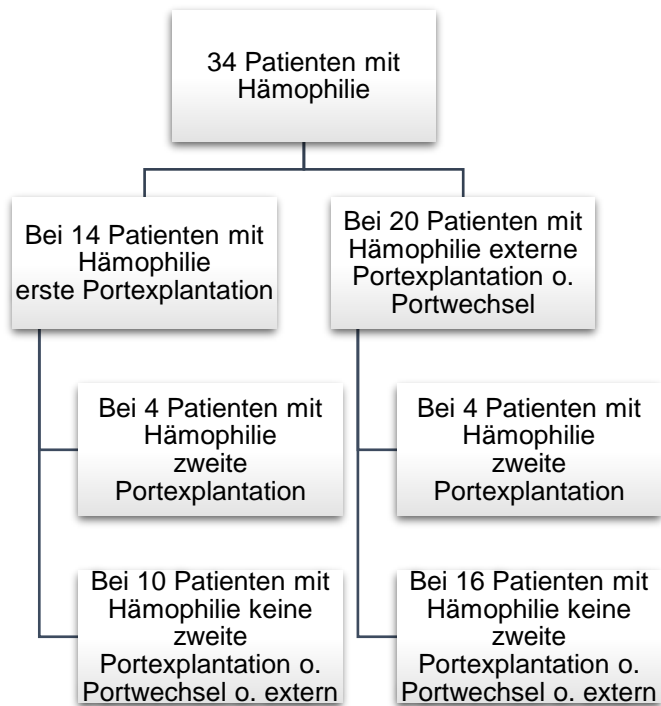 34 Patienten mit
Hämophilie
Bei 14 Patienten mit
Hämophilie
erste Portexplantation
Bei 4 Patienten mit
Hämophilie
zweite
Portexplantation
Bei 10 Patienten mit
Hämophilie keine
zweite
Portexplantation o.
Portwechsel o. extern
Bei 20 Patienten mit
Hämophilie externe
Portexplantation o.
Portwechsel
Bei 4 Patienten mit
Hämophilie
zweite
Portexplantation
Bei 16 Patienten mit
Hämophilie keine
zweite
Portexplantation o.
Portwechsel o. extern